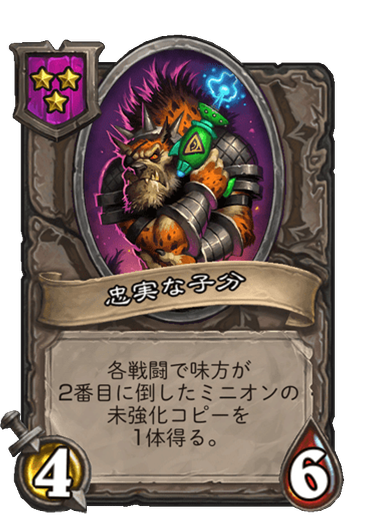 忠実な子分
各戦闘で味方が
2番目に倒したミニオンの
未強化コピーを
1体得る。
4
6